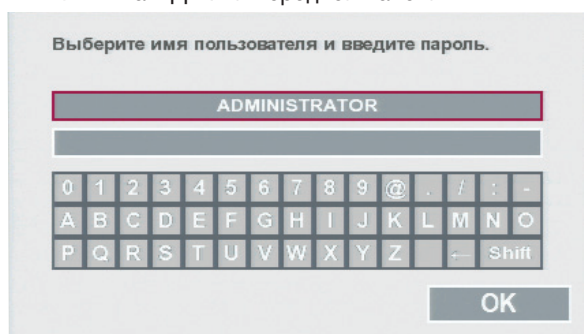 Выберите имя пользователя и введите пароль.
ADMINISTRATOR
0 1 2 3 4 5 6 7 8 9 @ . / : -
A B C D E F G H I J K L M N O
P Q R S T U V W X Y Z ← Shift
OK